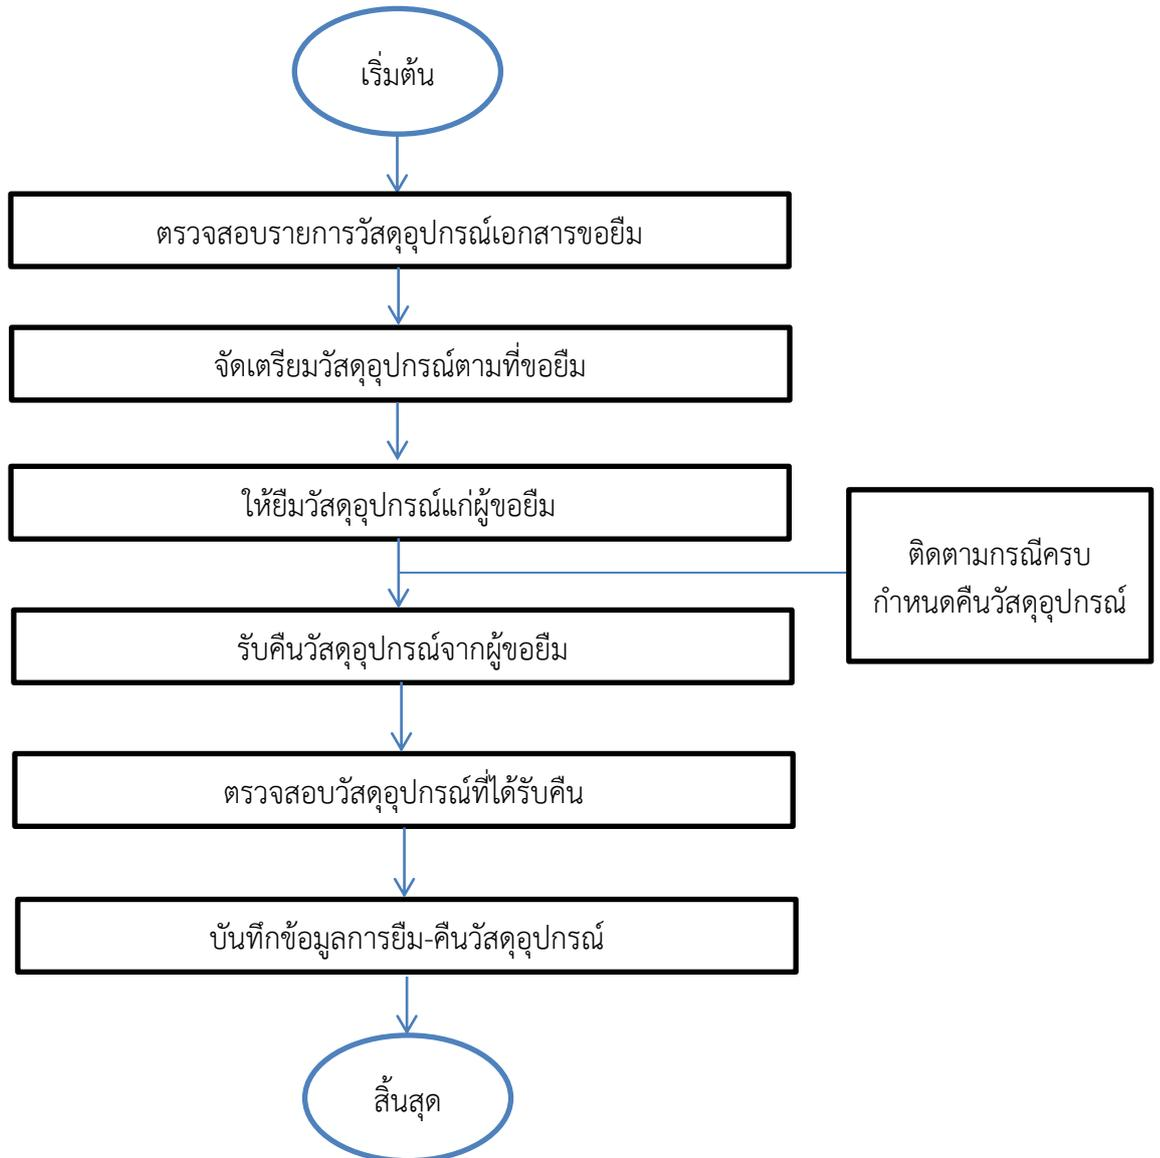 เริ่มต้น
ตรวจสอบรายการวัสดุอุปกรณ์เอกสารขอยืม
จัดเตรียมวัสดุอุปกรณ์ตามที่ขอยืม
ให้ยืมวัสดุอุปกรณ์แก่ผู้ขอยืม
ติดตามกรณีครบ
กำหนดคืนวัสดุอุปกรณ์
รับคืนวัสดุอุปกรณ์จากผู้ขอยืม
ตรวจสอบวัสดุอุปกรณ์ที่ได้รับคืน
บันทึกข้อมูลการยืม-คืนวัสดุอุปกรณ์
สิ้นสุด